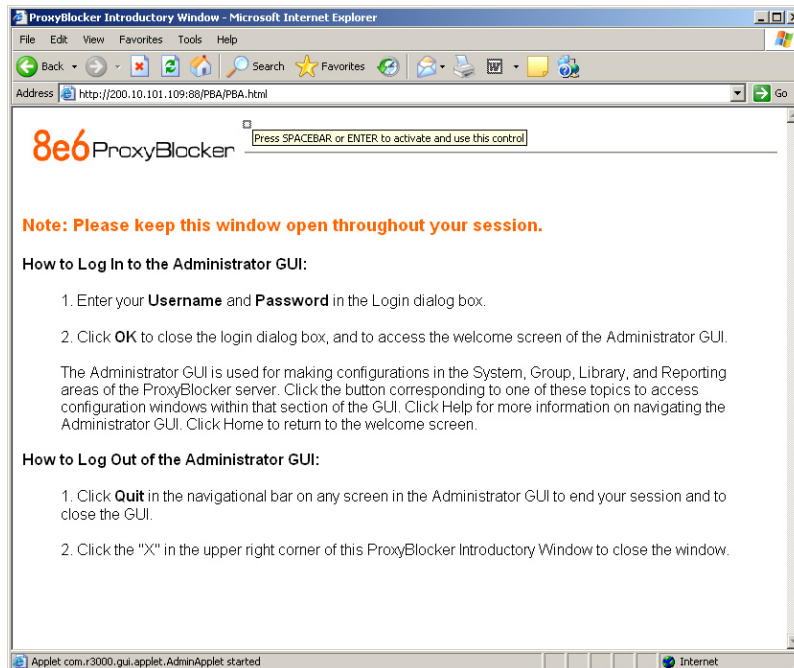 ProxyBlocker Introductory Window - Microsoft Internet Explorer
File Edit View Favorites Tools Help
Back Search Favorites
Address http://200.10.101.109:88/PBA/PBA.html Go
8e6 ProxyBlocker
Press SPACEBAR or ENTER to activate and use this control
Note: Please keep this window open throughout your session.
How to Log In to the Administrator GUI:
1. Enter your Username and Password in the Login dialog box.
2. Click OK to close the login dialog box, and to access the welcome screen of the Administrator GUI.
The Administrator GUI is used for making configurations in the System, Group, Library, and Reporting
areas of the ProxyBlocker server. Click the button corresponding to one of these topics to access
configuration windows within that section of the GUI. Click Help for more information on navigating the
Administrator GUI. Click Home to return to the welcome screen.
How to Log Out of the Administrator GUI:
1. Click Quit in the navigational bar on any screen in the Administrator GUI to end your session and to
close the GUI.
2. Click the "X" in the upper right corner of this ProxyBlocker Introductory Window to close the window.
Applet com.r3000.gui.applet.AdminApplet started Internet